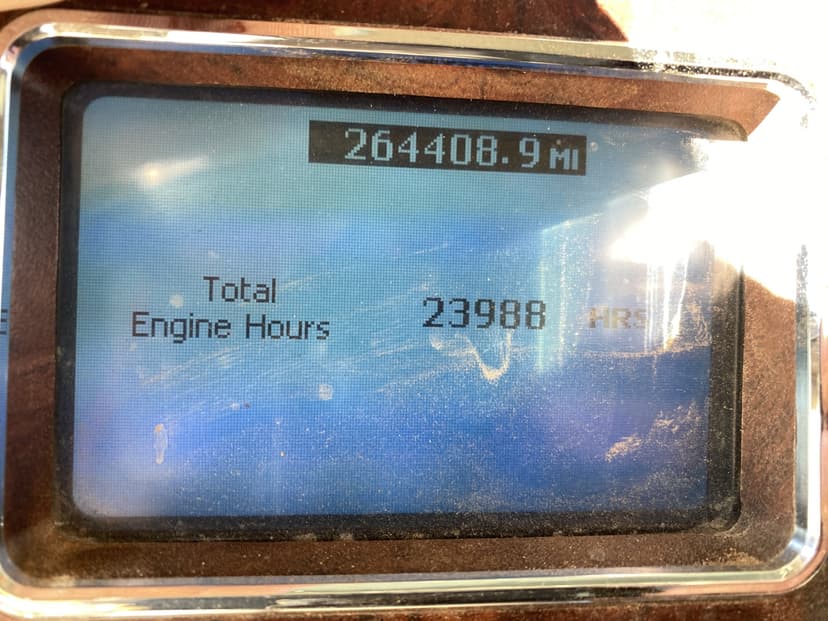 264408.9 MI
Total
Engine Hours 23988 HRS